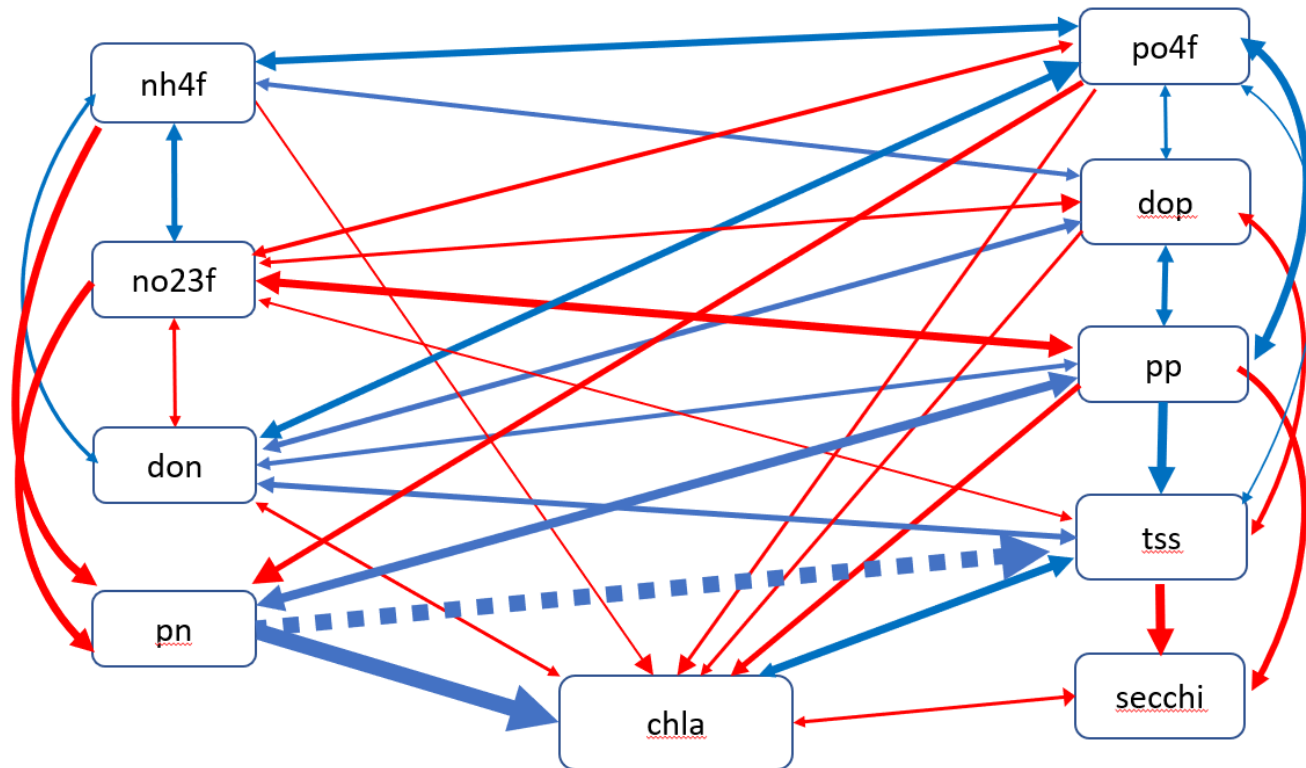 nh4f
po4f
dop
no23f
pp
don
tss
pn
secchi
chla